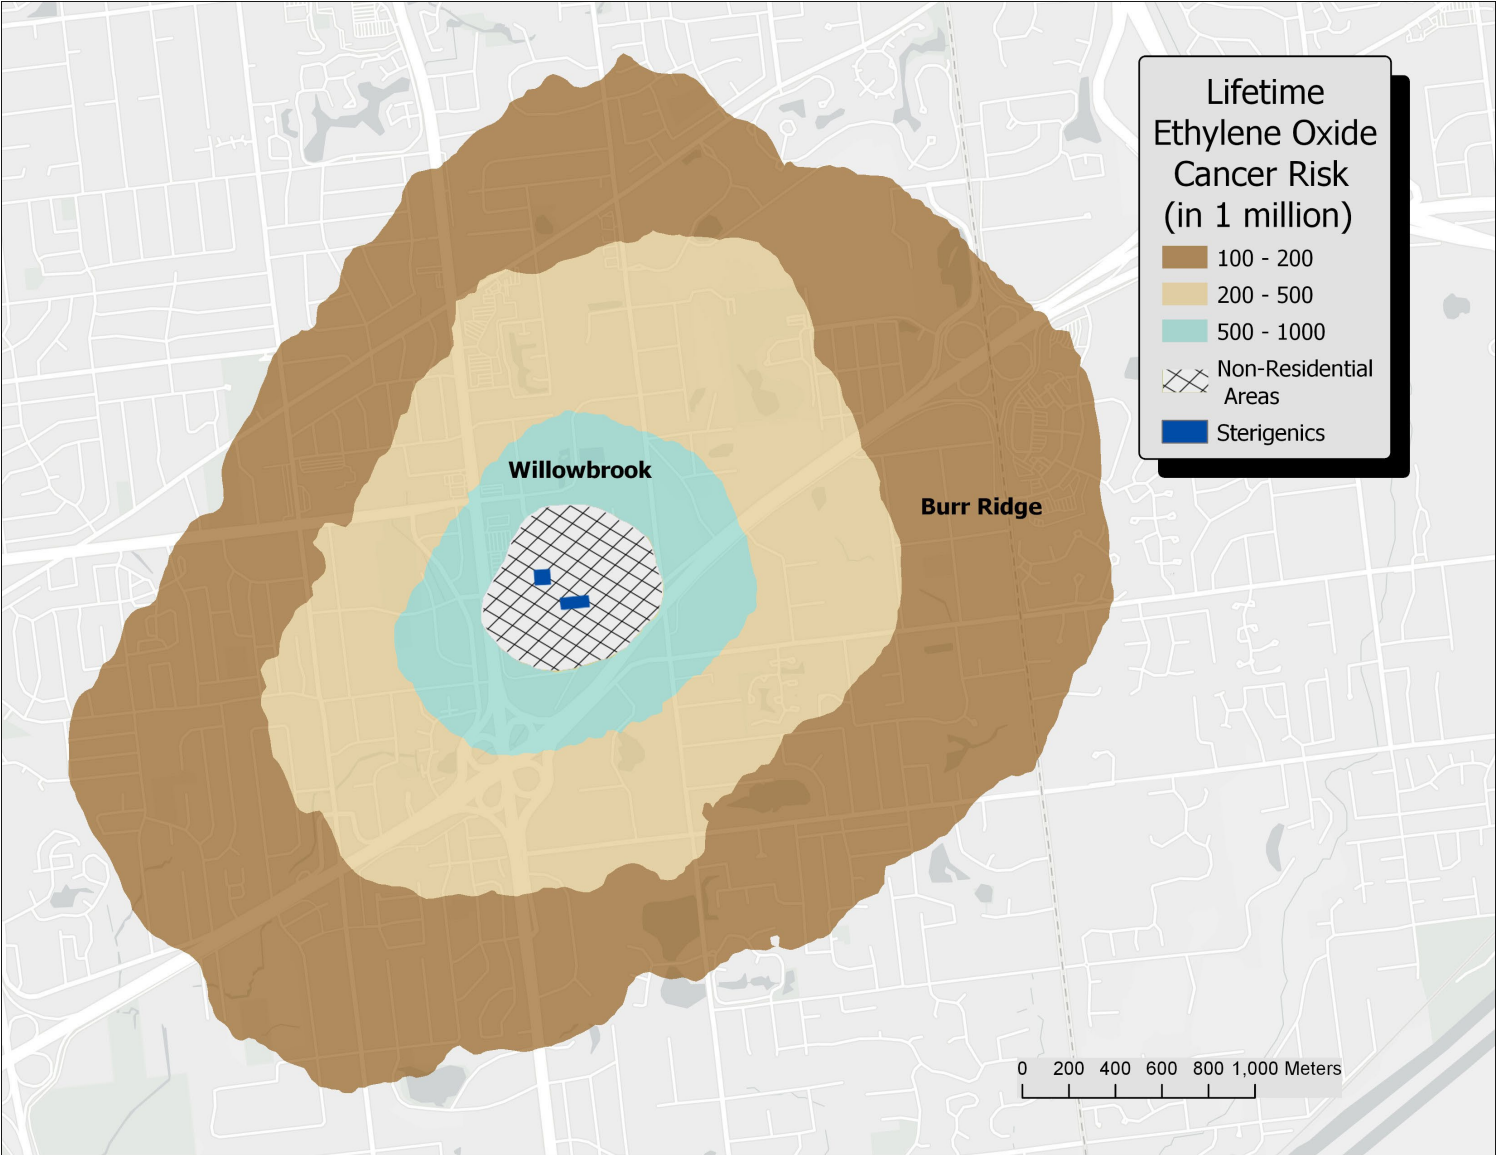 Lifetime
Ethylene Oxide
Cancer Risk
(in 1 million)
100 - 200
200 - 500
500 - 1000
Non-Residential
Areas
Sterigenics
Willowbrook
Burr Ridge
0 200 400 600 800 1,000 Meters